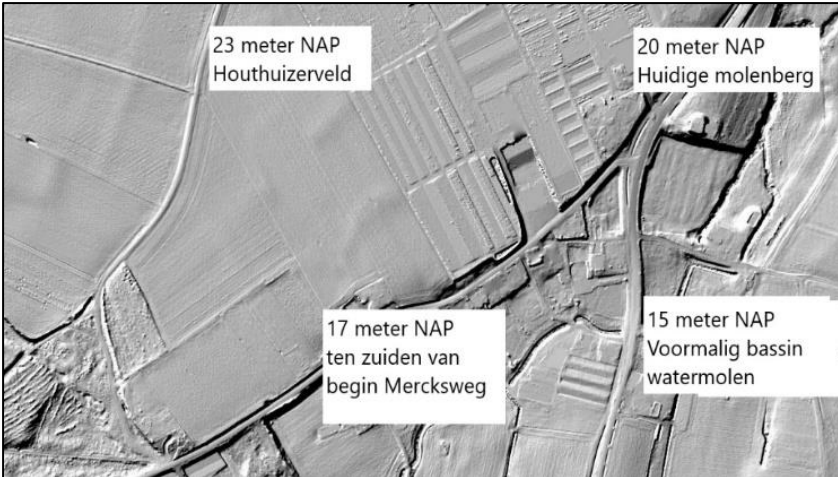 23 meter NAP
Houthuizerveld
20 meter NAP
Huidige molenberg
17 meter NAP
ten zuiden van
begin Mercksweg
15 meter NAP
Voormalig bassin
watermolen